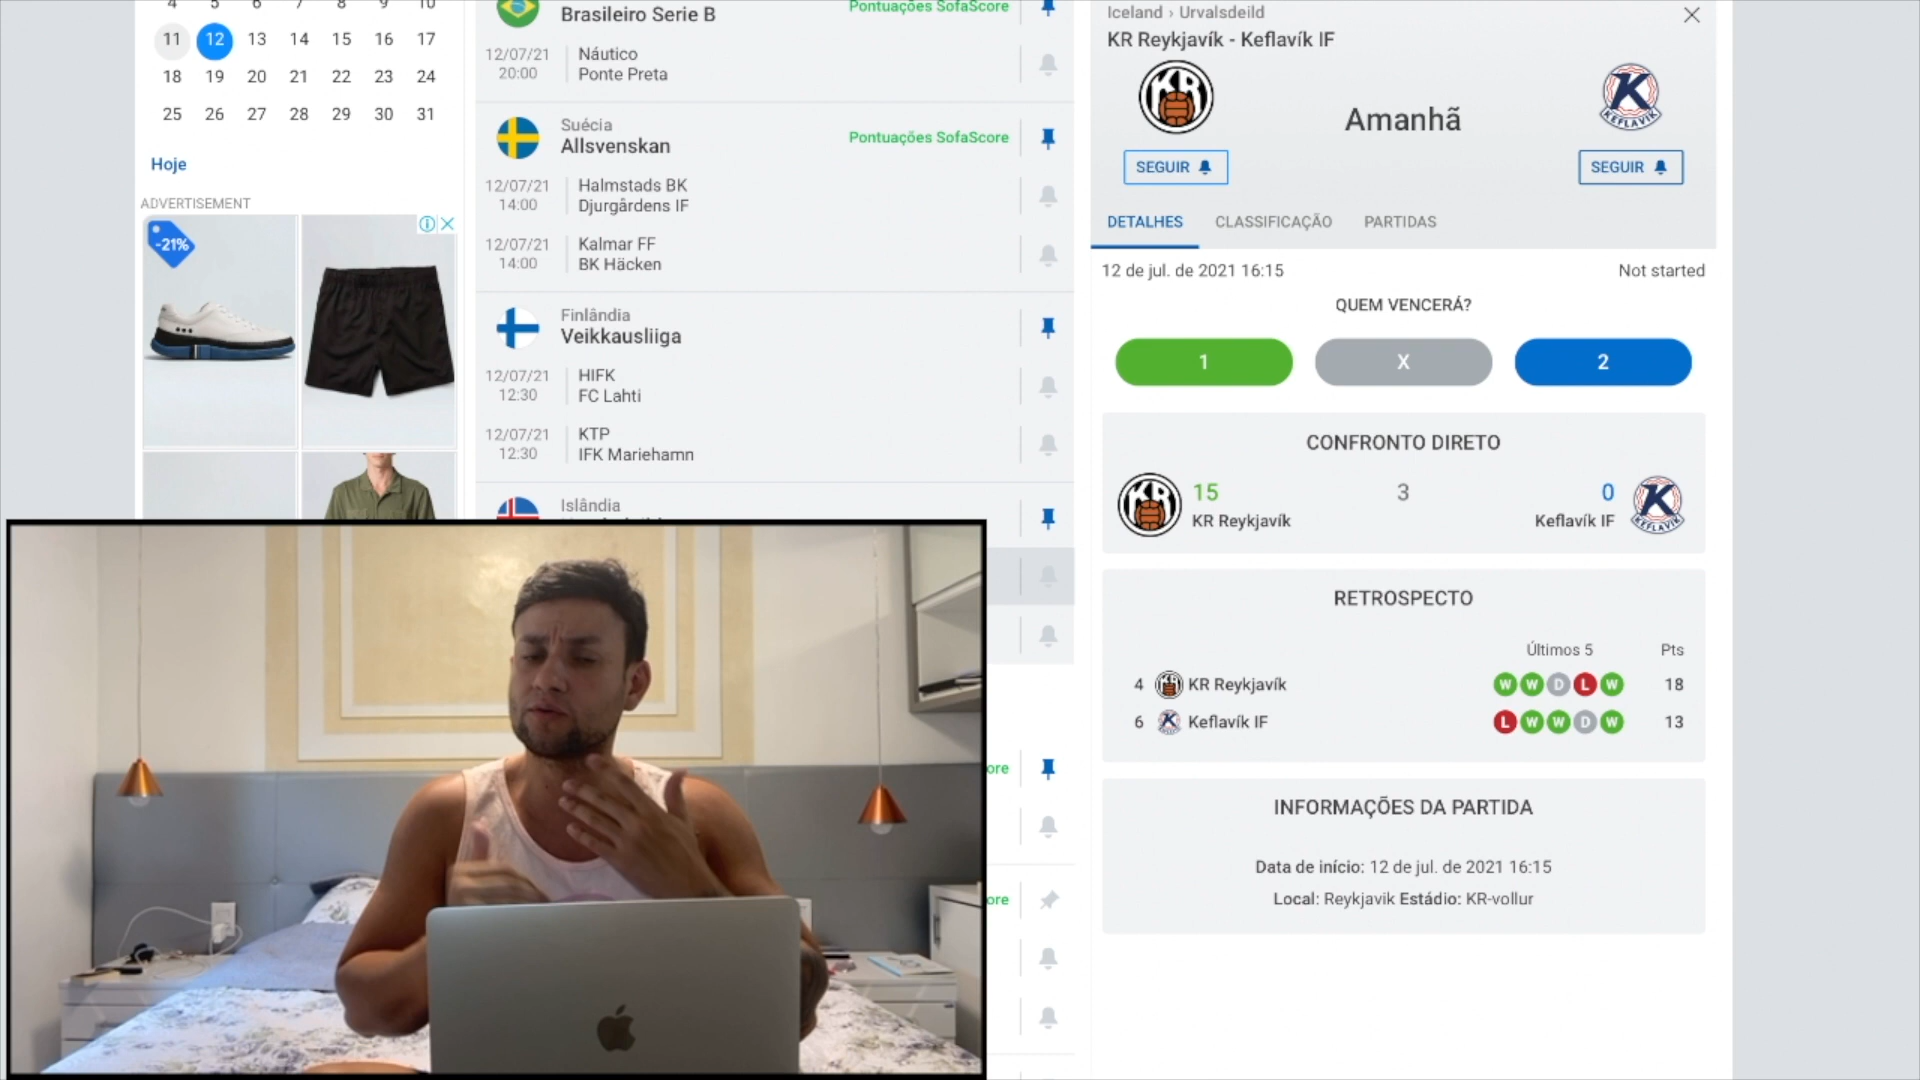 4 5 6 7 8 9 10
11 12 13 14 15 16 17
18 19 20 21 22 23 24
25 26 27 28 29 30 31
Hoje
ADVERTISEMENT
-21%
Brasileiro Serie B
Pontuações SofaScore
12/07/21
20:00
Náutico
Ponte Preta
Suécia
Allsvenskan
Pontuações SofaScore
12/07/21
14:00
Halmstads BK
Djurgårdens IF
12/07/21
14:00
Kalmar FF
BK Häcken
Finlândia
Veikkausliiga
12/07/21
12:30
HIFK
FC Lahti
12/07/21
12:30
KTP
IFK Mariehamn
Islândia
ore
ore
Iceland › Urvalsdeild
KR Reykjavík - Keflavík IF
KR
Amanhã
K
KEFLAVÍK
SEGUIR
SEGUIR
DETALHES CLASSIFICAÇÃO PARTIDAS
12 de jul. de 2021 16:15
Not started
QUEM VENCERÁ?
1 X 2
CONFRONTO DIRETO
KR
15 3 0
KR Reykjavík
Keflavík IF
K
KEFLAVÍK
RETROSPECTO
Últimos 5 Pts
4 KR Reykjavík W W D L W 18
6 Keflavík IF L W W D W 13
INFORMAÇÕES DA PARTIDA
Data de início: 12 de jul. de 2021 16:15
Local: Reykjavik Estádio: KR-vollur